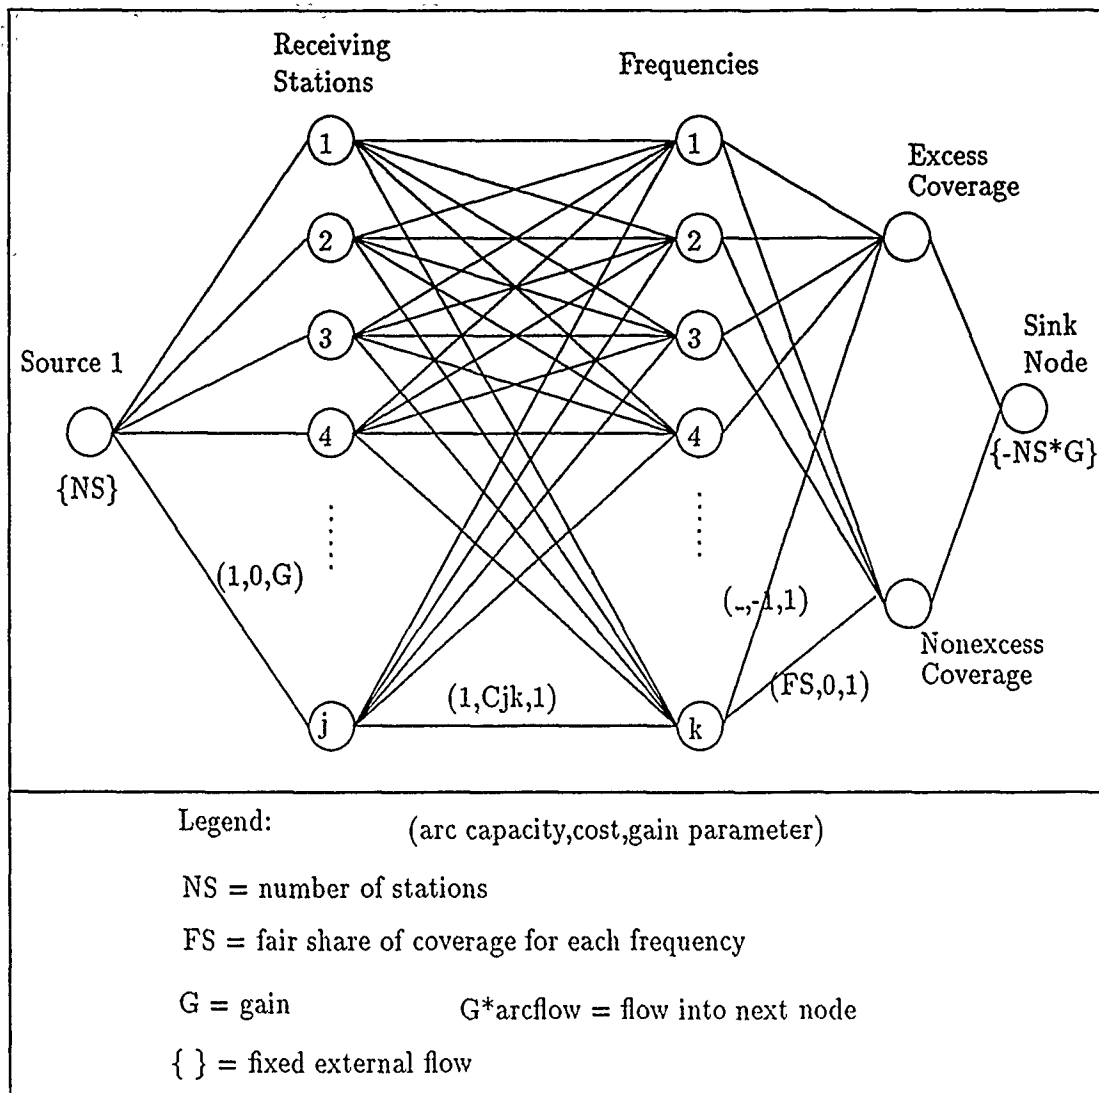 Receiving
Stations
Frequencies
1
1
Excess
Coverage
2
2
3
3
Sink
Node
Source 1
4
4
{NS}
{-NS*G}
(1,0,G)
(..,-1,1)
Nonexcess
Coverage
(FS,0,1)
(1,Cjk,1)
j
k
Legend:
(arc capacity,cost,gain parameter)
NS = number of stations
FS = fair share of coverage for each frequency
G = gain
G*arcflow = flow into next node
{ } = fixed external flow